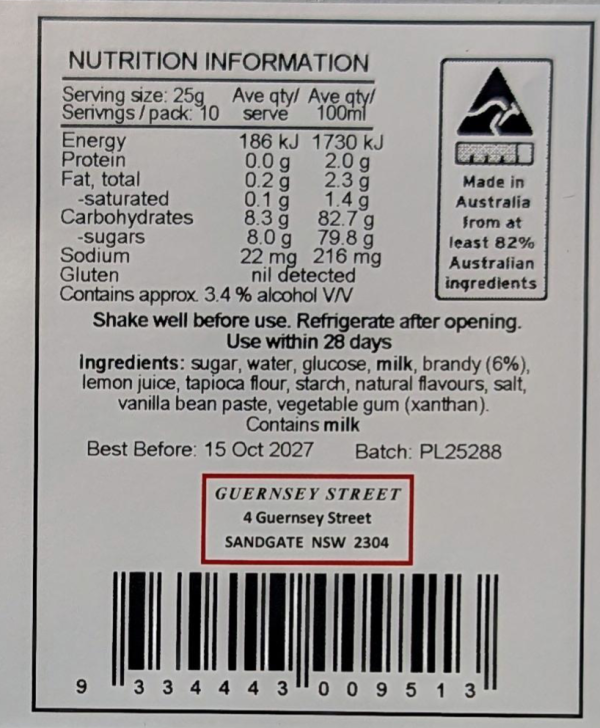 NUTRITION INFORMATION
Serving size: 25g Ave qty/ Ave qty/
Serivngs / pack: 10 serve 100ml
Energy 186 kJ 1730 kJ
Protein 0.0 g 2.0 g
Fat, total 0.2 g 2.3 g
-saturated 0.1 g 1.4 g
Carbohydrates 8.3 g 82.7 g
-sugars 8.0 g 79.8 g
Sodium 22 mg 216 mg
Gluten nil detected
Contains approx. 3.4 % alcohol V/V
Made in
Australia
from at
least 82%
Australian
ingredients
Shake well before use. Refrigerate after opening.
Use within 28 days
Ingredients: sugar, water, glucose, milk, brandy (6%),
lemon juice, tapioca flour, starch, natural flavours, salt,
vanilla bean paste, vegetable gum (xanthan).
Contains milk
Best Before: 15 Oct 2027 Batch: PL25288
GUERNSEY STREET
4 Guernsey Street
SANDGATE NSW 2304
9 334443 009513